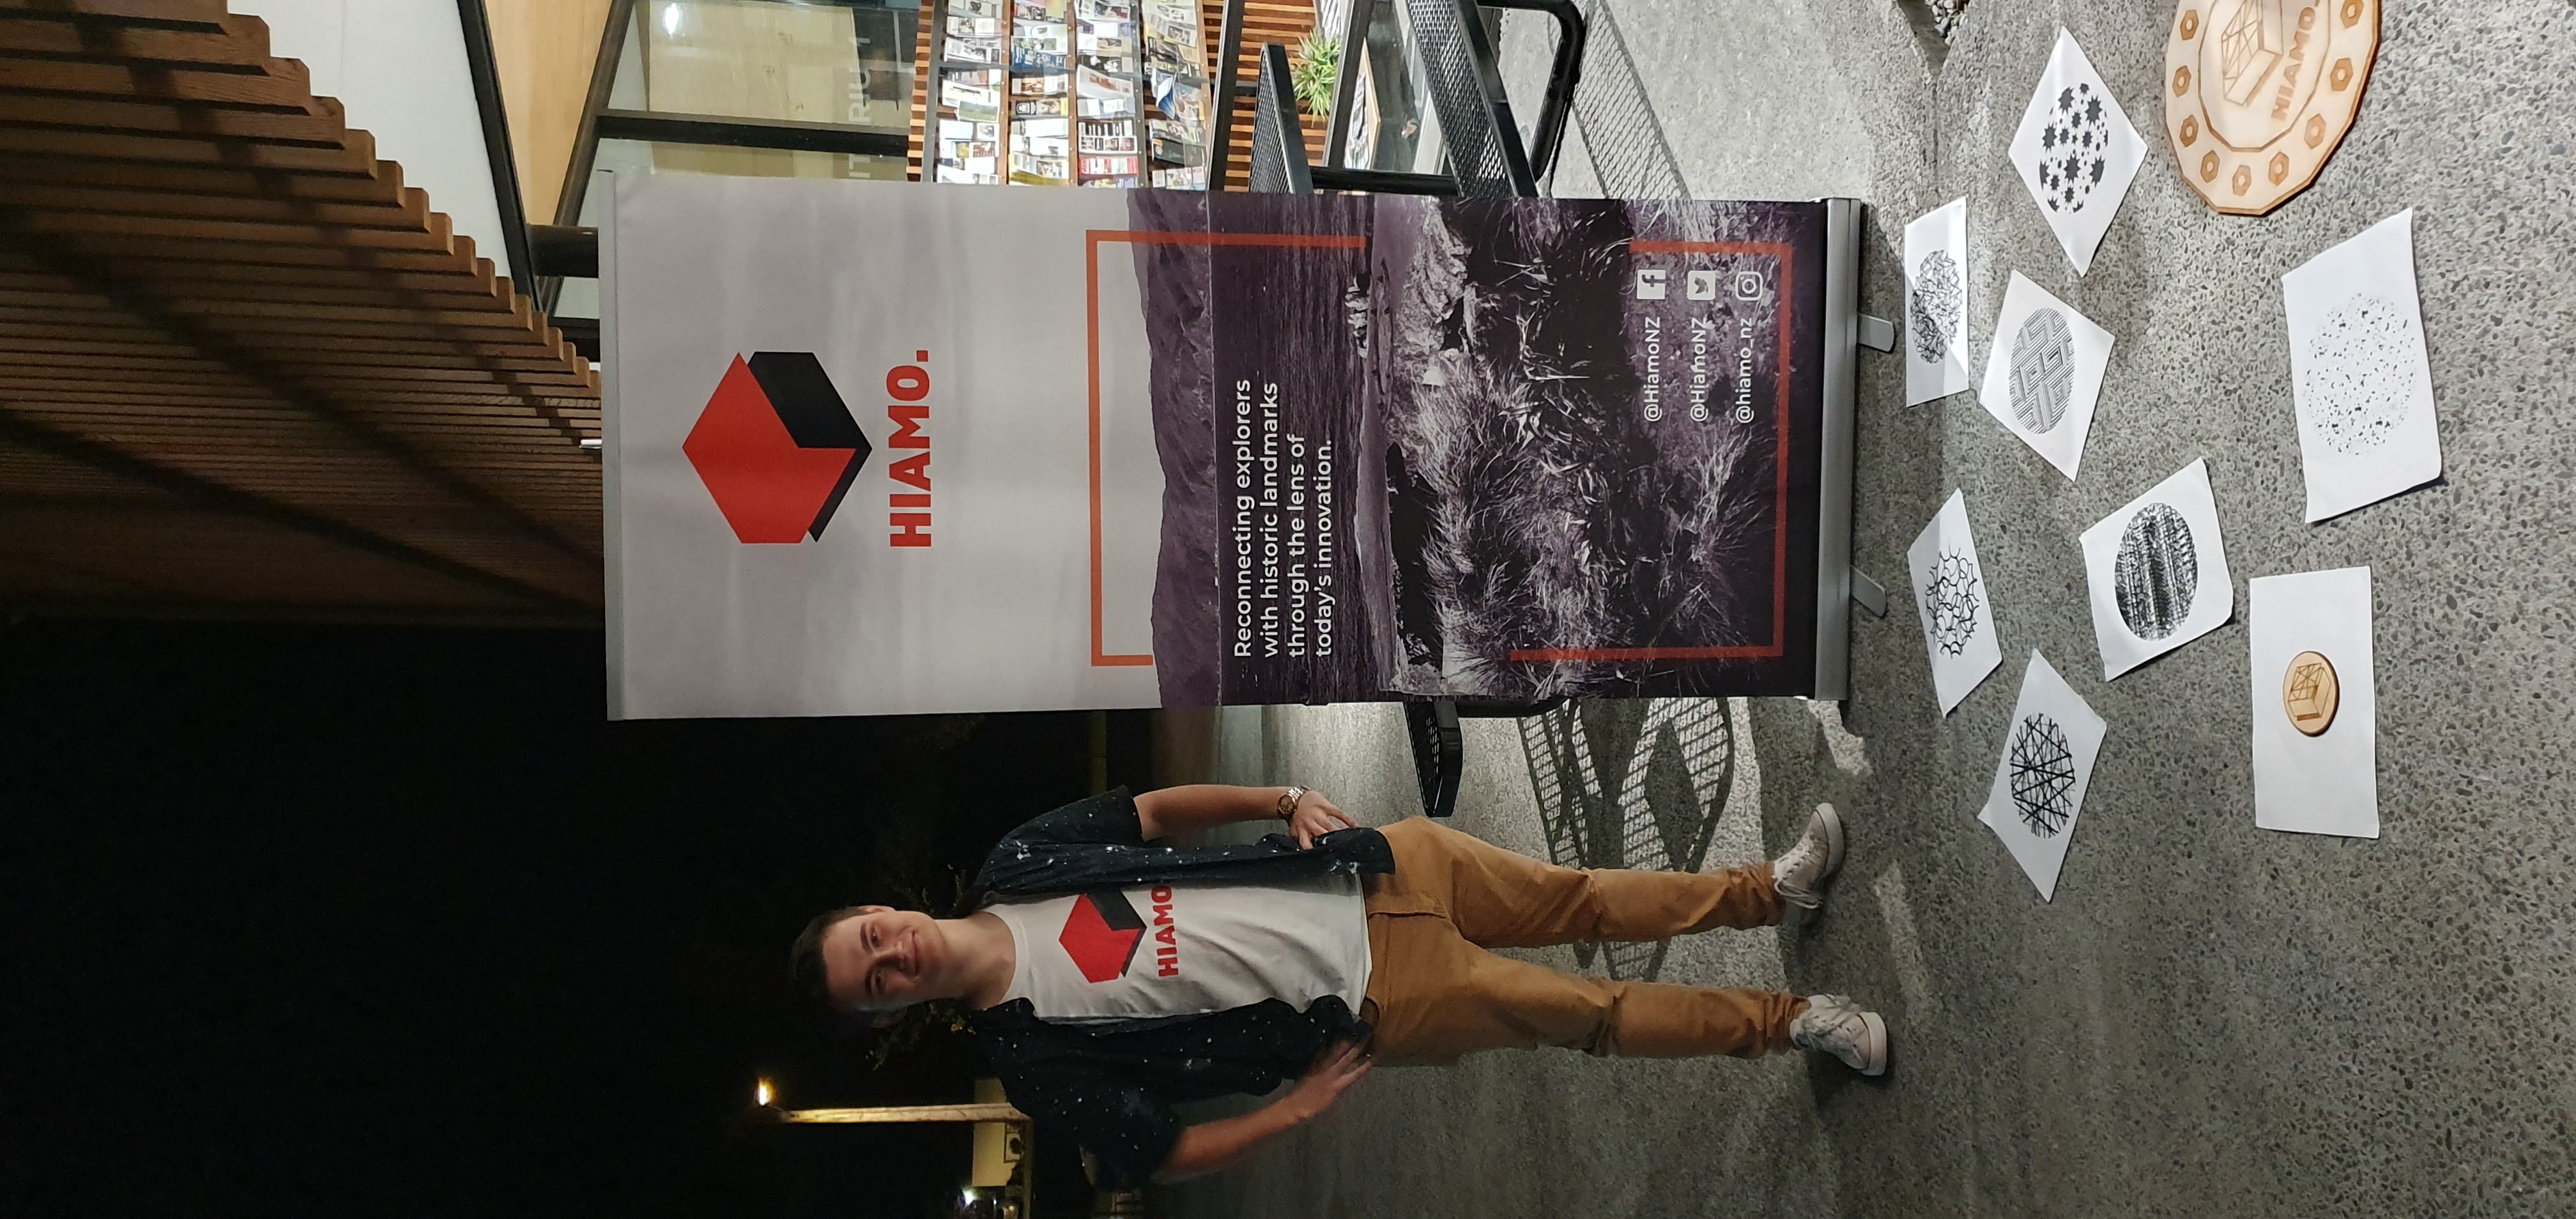 HIAMO.
HIAMO
Reconnecting explorers
with historic landmarks
through the lens of
today's innovation.
@HiamoNZ
@HiamoNZ
@hiamo_nz
HIAMO.